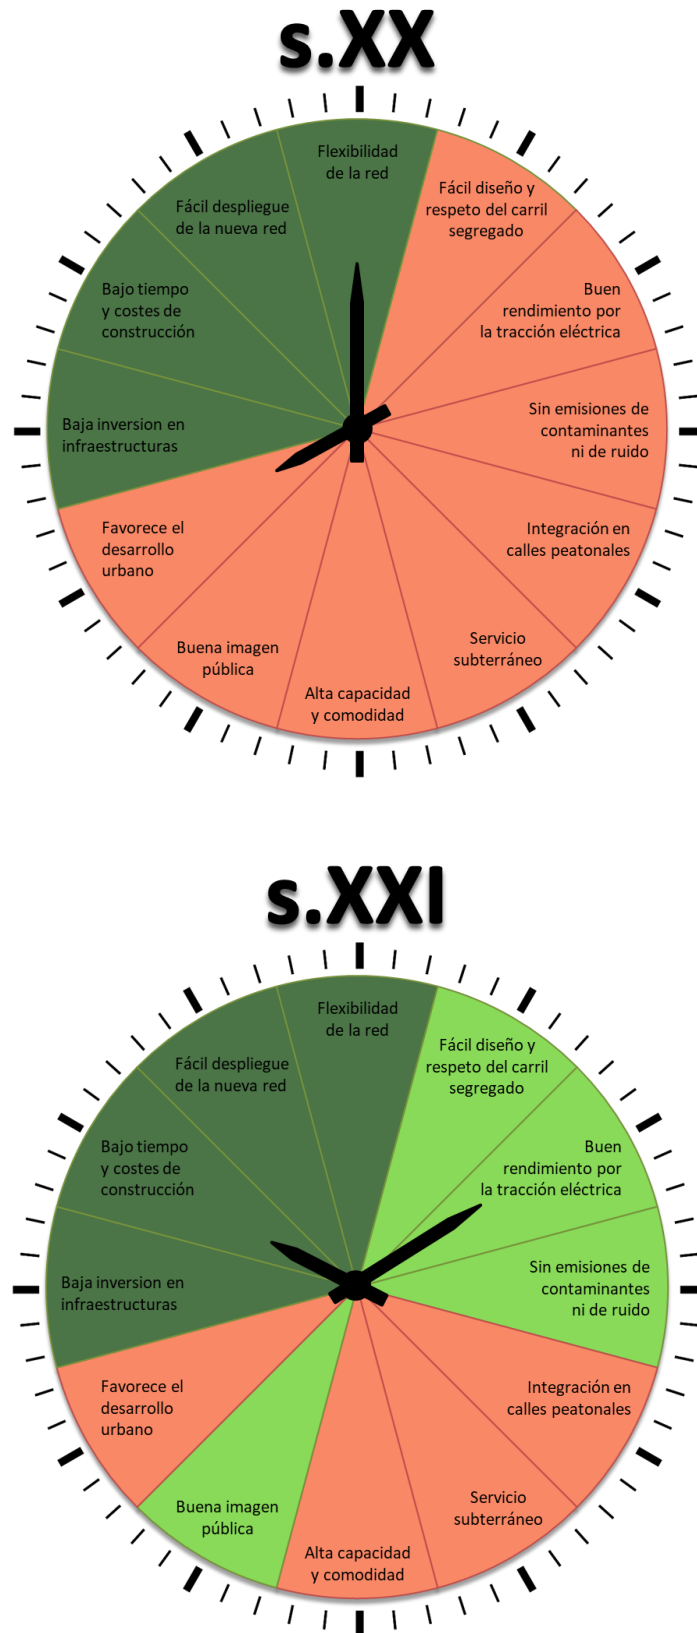 s.XX
Flexibilidad
de la red
Fácil diseño y
respeto del carril
segregado
Buen
rendimiento por
la tracción eléctrica
Sin emisiones de
contaminantes
ni de ruido
Integración en
calles peatonales
Servicio
subterráneo
Alta capacidad
y comodidad
Buena imagen
pública
Favorece el
desarrollo
urbano
Baja inversion en
infraestructuras
Bajo tiempo
y costes de
construcción
Fácil despliegue
de la nueva red
s.XXI
Flexibilidad
de la red
Fácil diseño y
respeto del carril
segregado
Buen
rendimiento por
la tracción eléctrica
Sin emisiones de
contaminantes
ni de ruido
Integración en
calles peatonales
Servicio
subterráneo
Alta capacidad
y comodidad
Buena imagen
pública
Favorece el
desarrollo
urbano
Baja inversion en
infraestructuras
Bajo tiempo
y costes de
construcción
Fácil despliegue
de la nueva red